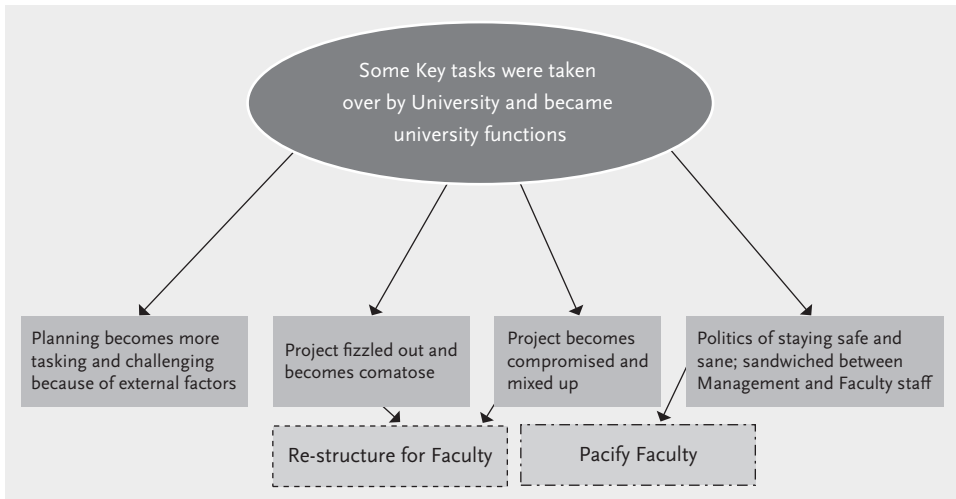 Some Key tasks were taken
over by University and became
university functions
Planning becomes more
tasking and challenging
because of external factors
Project fizzled out and
becomes comatose
Project becomes
compromised and
mixed up
Politics of staying safe and
sane; sandwiched between
Management and Faculty staff
Re-structure for Faculty
Pacify Faculty